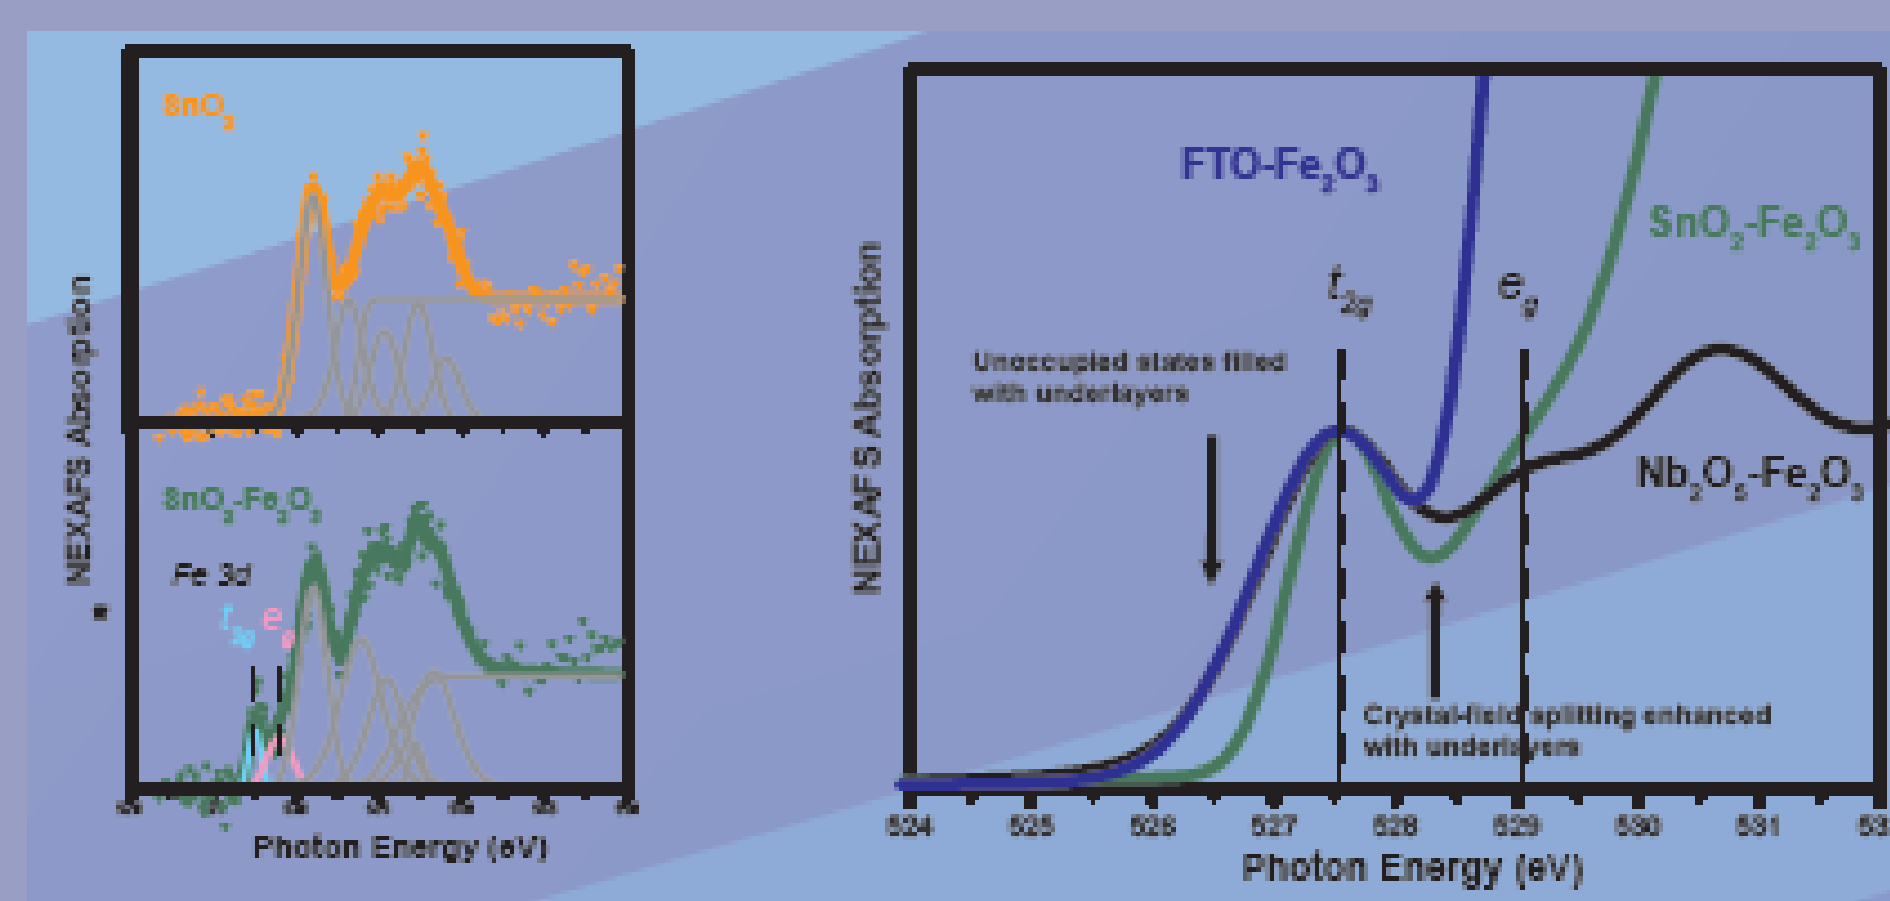 SnO₂
NEXAFS Absorption
SnO₂-Fe₂O₃
Fe 3d
t₂g e_g
Photon Energy (eV)
FTO-Fe₂O₃
SnO₂-Fe₂O₃
t₂g e_g
Unoccupied states filled
with underlayers
NEXAFS Absorption
Nb₂O₅-Fe₂O₃
Crystal-field splitting enhanced
with underlayers
524 525 526 527 528 529 530 531
Photon Energy (eV)